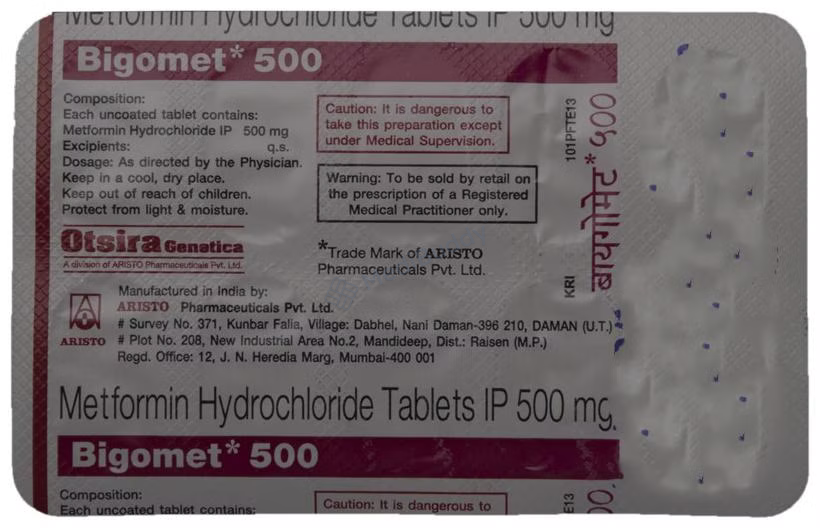 Metformin Hydrochloride Tablets IP 500 mg
Bigomet* 500
Composition:
Each uncoated tablet contains:
Metformin Hydrochloride IP 500 mg
Excipients: q.s.
Dosage: As directed by the Physician.
Keep in a cool, dry place.
Keep out of reach of children.
Protect from light & moisture.
Caution: It is dangerous to
take this preparation except
under Medical Supervision.
Warning: To be sold by retail on
the prescription of a Registered
Medical Practitioner only.
Otsira Genetica
A division of ARISTO Pharmaceuticals Pvt. Ltd.
*Trade Mark of ARISTO
Pharmaceuticals Pvt. Ltd.
Manufactured in India by:
ARISTO Pharmaceuticals Pvt. Ltd.
# Survey No. 371, Kunbar Falia, Village: Dabhel, Nani Daman-396 210, DAMAN (U.T.)
# Plot No. 208, New Industrial Area No.2, Mandideep, Dist.: Raisen (M.P.)
Regd. Office: 12, J. N. Heredia Marg, Mumbai-400 001
ARISTO
KRI 101PFTE13
बायगोमेट* ५००
Metformin Hydrochloride Tablets IP 500 mg
Bigomet* 500
Composition:
Each uncoated tablet contains:
Caution: It is dangerous to
E13